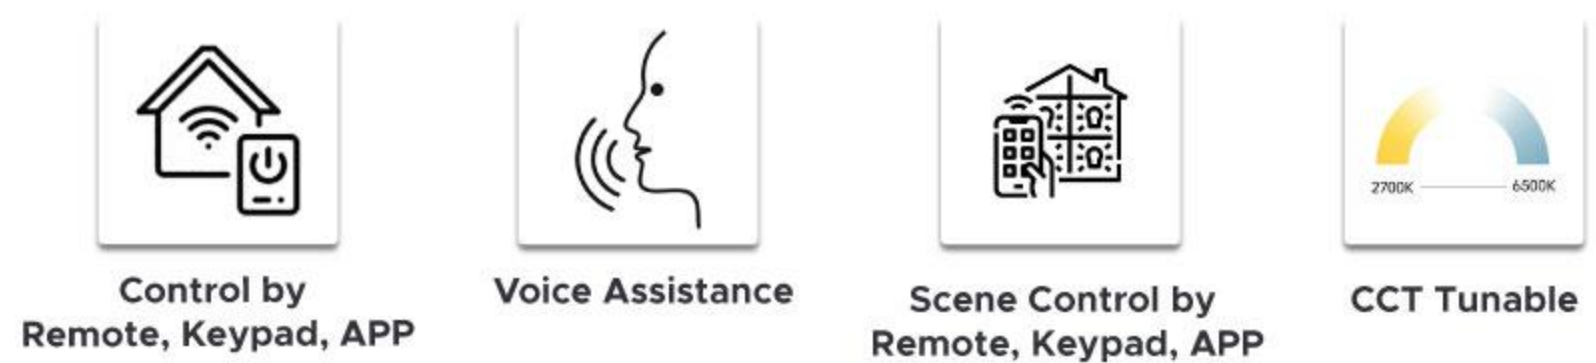 2700K
6500K
Control by
Remote, Keypad, APP
Voice Assistance
Scene Control by
Remote, Keypad, APP
CCT Tunable